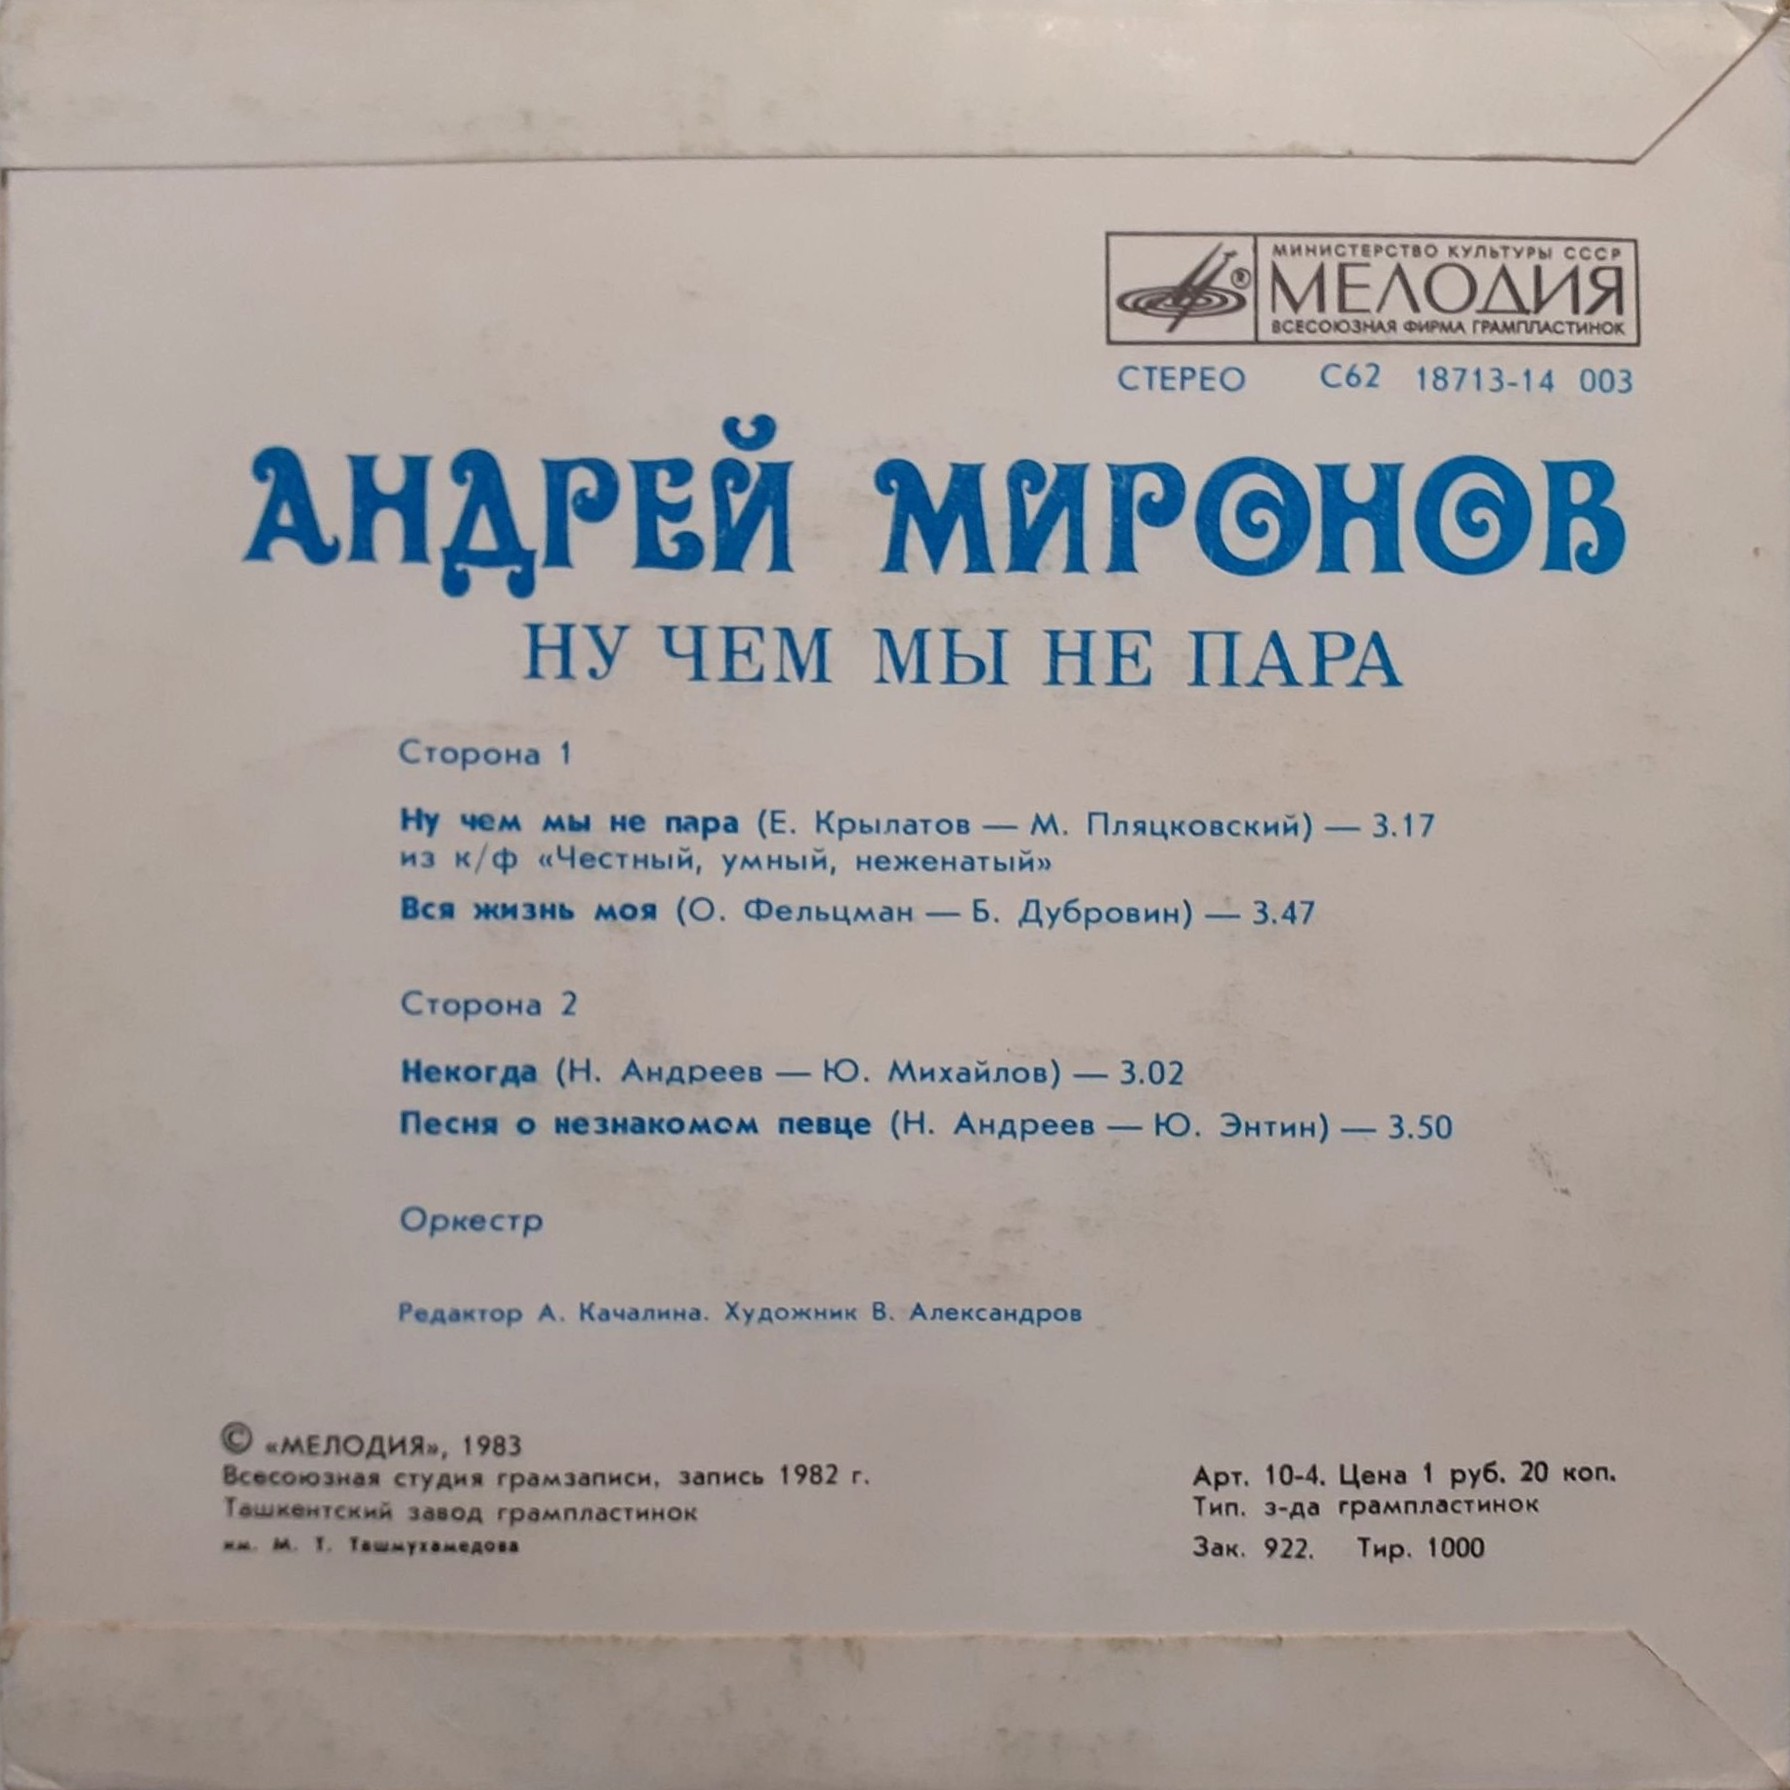 МИНИСТЕРСТВО КУЛЬТУРЫ СССР
МЕЛОДИЯ
ВСЕСОЮЗНАЯ ФИРМА ГРАМПЛАСТИНОК
СТЕРЕО С62 18713-14 003
АНДРЕЙ МИРОНОВ
НУ ЧЕМ МЫ НЕ ПАРА
Сторона 1
Ну чем мы не пара (Е. Крылатов — М. Пляцковский) — 3.17
из к/ф «Честный, умный, неженатый»
Вся жизнь моя (О. Фельцман — Б. Дубровин) — 3.47
Сторона 2
Некогда (Н. Андреев — Ю. Михайлов) — 3.02
Песня о незнакомом певце (Н. Андреев — Ю. Энтин) — 3.50
Оркестр
Редактор А. Качалина. Художник В. Александров
© «МЕЛОДИЯ», 1983
Всесоюзная студия грамзаписи, запись 1982 г.
Ташкентский завод грампластинок
им. М. Т. Ташмухамедова
Арт. 10-4. Цена 1 руб. 20 коп.
Тип. з-да грампластинок
Зак. 922. Тир. 1000